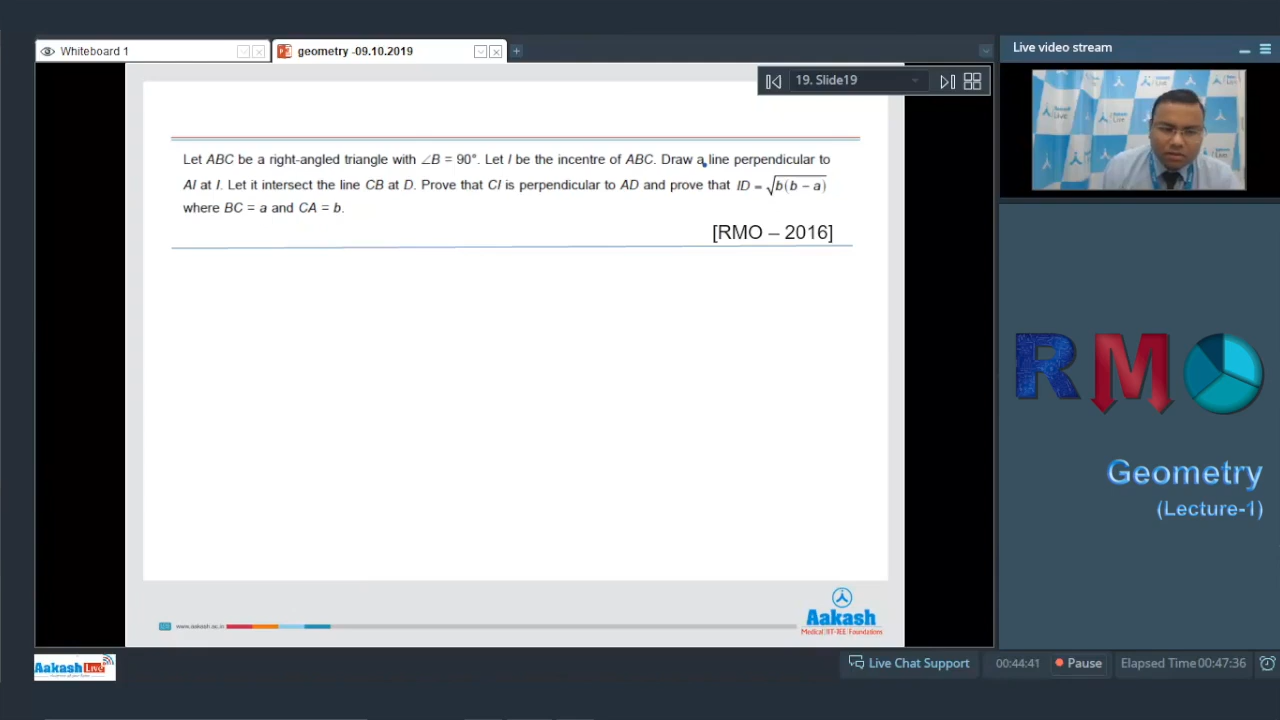 Live video stream
Whiteboard 1
geometry -09.10.2019
19. Slide19
Let ABC be a right-angled triangle with ∠B = 90°. Let I be the incentre of ABC. Draw a line perpendicular to
AI at I. Let it intersect the line CB at D. Prove that CI is perpendicular to AD and prove that ID = √b(b − a)
where BC = a and CA = b.
[RMO – 2016]
RMO
Geometry
(Lecture-1)
Aakash
Medical|IIT-JEE|Foundations
www.aakash.ac.in
Aakash Live
Live Chat Support
00:44:41
Pause
Elapsed Time 00:47:36